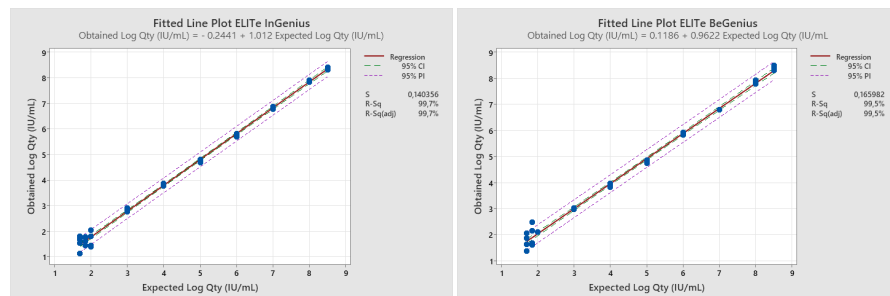 Fitted Line Plot ELITe InGenius
Obtained Log Qty (IU/mL) = - 0.2441 + 1.012 Expected Log Qty (IU/mL)
Obtained Log Qty (IU/mL)
9
8
7
6
5
4
3
2
1
1 2 3 4 5 6 7 8 9
Expected Log Qty (IU/mL)
Regression
95% CI
95% PI
S 0,140356
R-Sq 99,7%
R-Sq(adj) 99,7%
Fitted Line Plot ELITe BeGenius
Obtained Log Qty (IU/mL) = 0.1186 + 0.9622 Expected Log Qty (IU/mL
Obtained Log Qty (IU/mL)
9
8
7
6
5
4
3
2
1
1 2 3 4 5 6 7 8 9
Expected Log Qty (IU/mL)
Regression
95% CI
95% PI
S 0,165982
R-Sq 99,5%
R-Sq(adj) 99,5%